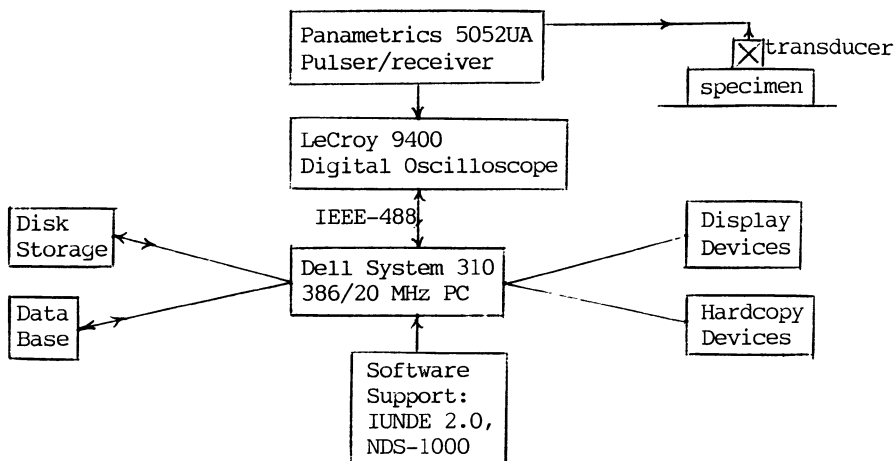 Panametrics 5052UA
Pulser/receiver
transducer
specimen
LeCroy 9400
Digital Oscilloscope
IEEE-488
Disk
Storage
Display
Devices
Dell System 310
386/20 MHz PC
Data
Base
Hardcopy
Devices
Software
Support:
IUNDE 2.0,
NDS-1000